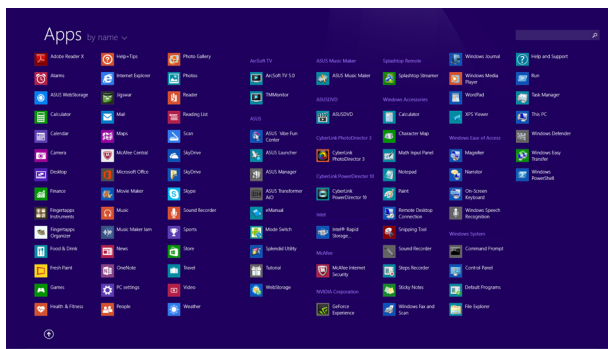 Apps by name
Adobe Reader X
Alarms
ASUS WebStorage
Calculator
Calendar
Camera
Desktop
Finance
Fingertapps
Instruments
Fingertapps
Organizer
Food & Drink
Fresh Paint
Games
Health & Fitness
Help+Tips
Internet Explorer
Jigswar
Mail
Maps
McAfee Central
Microsoft Office
Movie Maker
Music
Music Maker Jam
News
OneNote
PC settings
People
Photo Gallery
Photos
Reader
Reading List
Scan
SkyDrive
SkyDrive
Skype
Sound Recorder
Sports
Store
Travel
Video
Weather
ArcSoft TV
ArcSoft TV 5.0
TMMonitor
ASUS
ASUS Vibe Fun
Center
ASUS Launcher
ASUS Manager
ASUS Transformer
AiO
eManual
Mode Switch
Splendid Utility
Tutorial
WebStorage
ASUS Music Maker
ASUS Music Maker
ASUSDVD
ASUSDVD
CyberLink PhotoDirector 3
CyberLink
PhotoDirector 3
CyberLink PowerDirector 10
CyberLink
PowerDirector 10
Intel
Intel® Rapid
Storage...
McAfee
McAfee Internet
Security
NVIDIA Corporation
GeForce
Experience
Splashtop Remote
Splashtop Streamer
Windows Accessories
Calculator
Character Map
Math Input Panel
Notepad
Paint
Remote Desktop
Connection
Snipping Tool
Sound Recorder
Steps Recorder
Sticky Notes
Windows Fax and
Scan
Windows Journal
Windows Media
Player
WordPad
XPS Viewer
Windows Ease of Access
Magnifier
Narrator
On-Screen
Keyboard
Windows Speech
Recognition
Windows System
Command Prompt
Control Panel
Default Programs
File Explorer
Help and Support
Run
Task Manager
This PC
Windows Defender
Windows Easy
Transfer
Windows
PowerShell